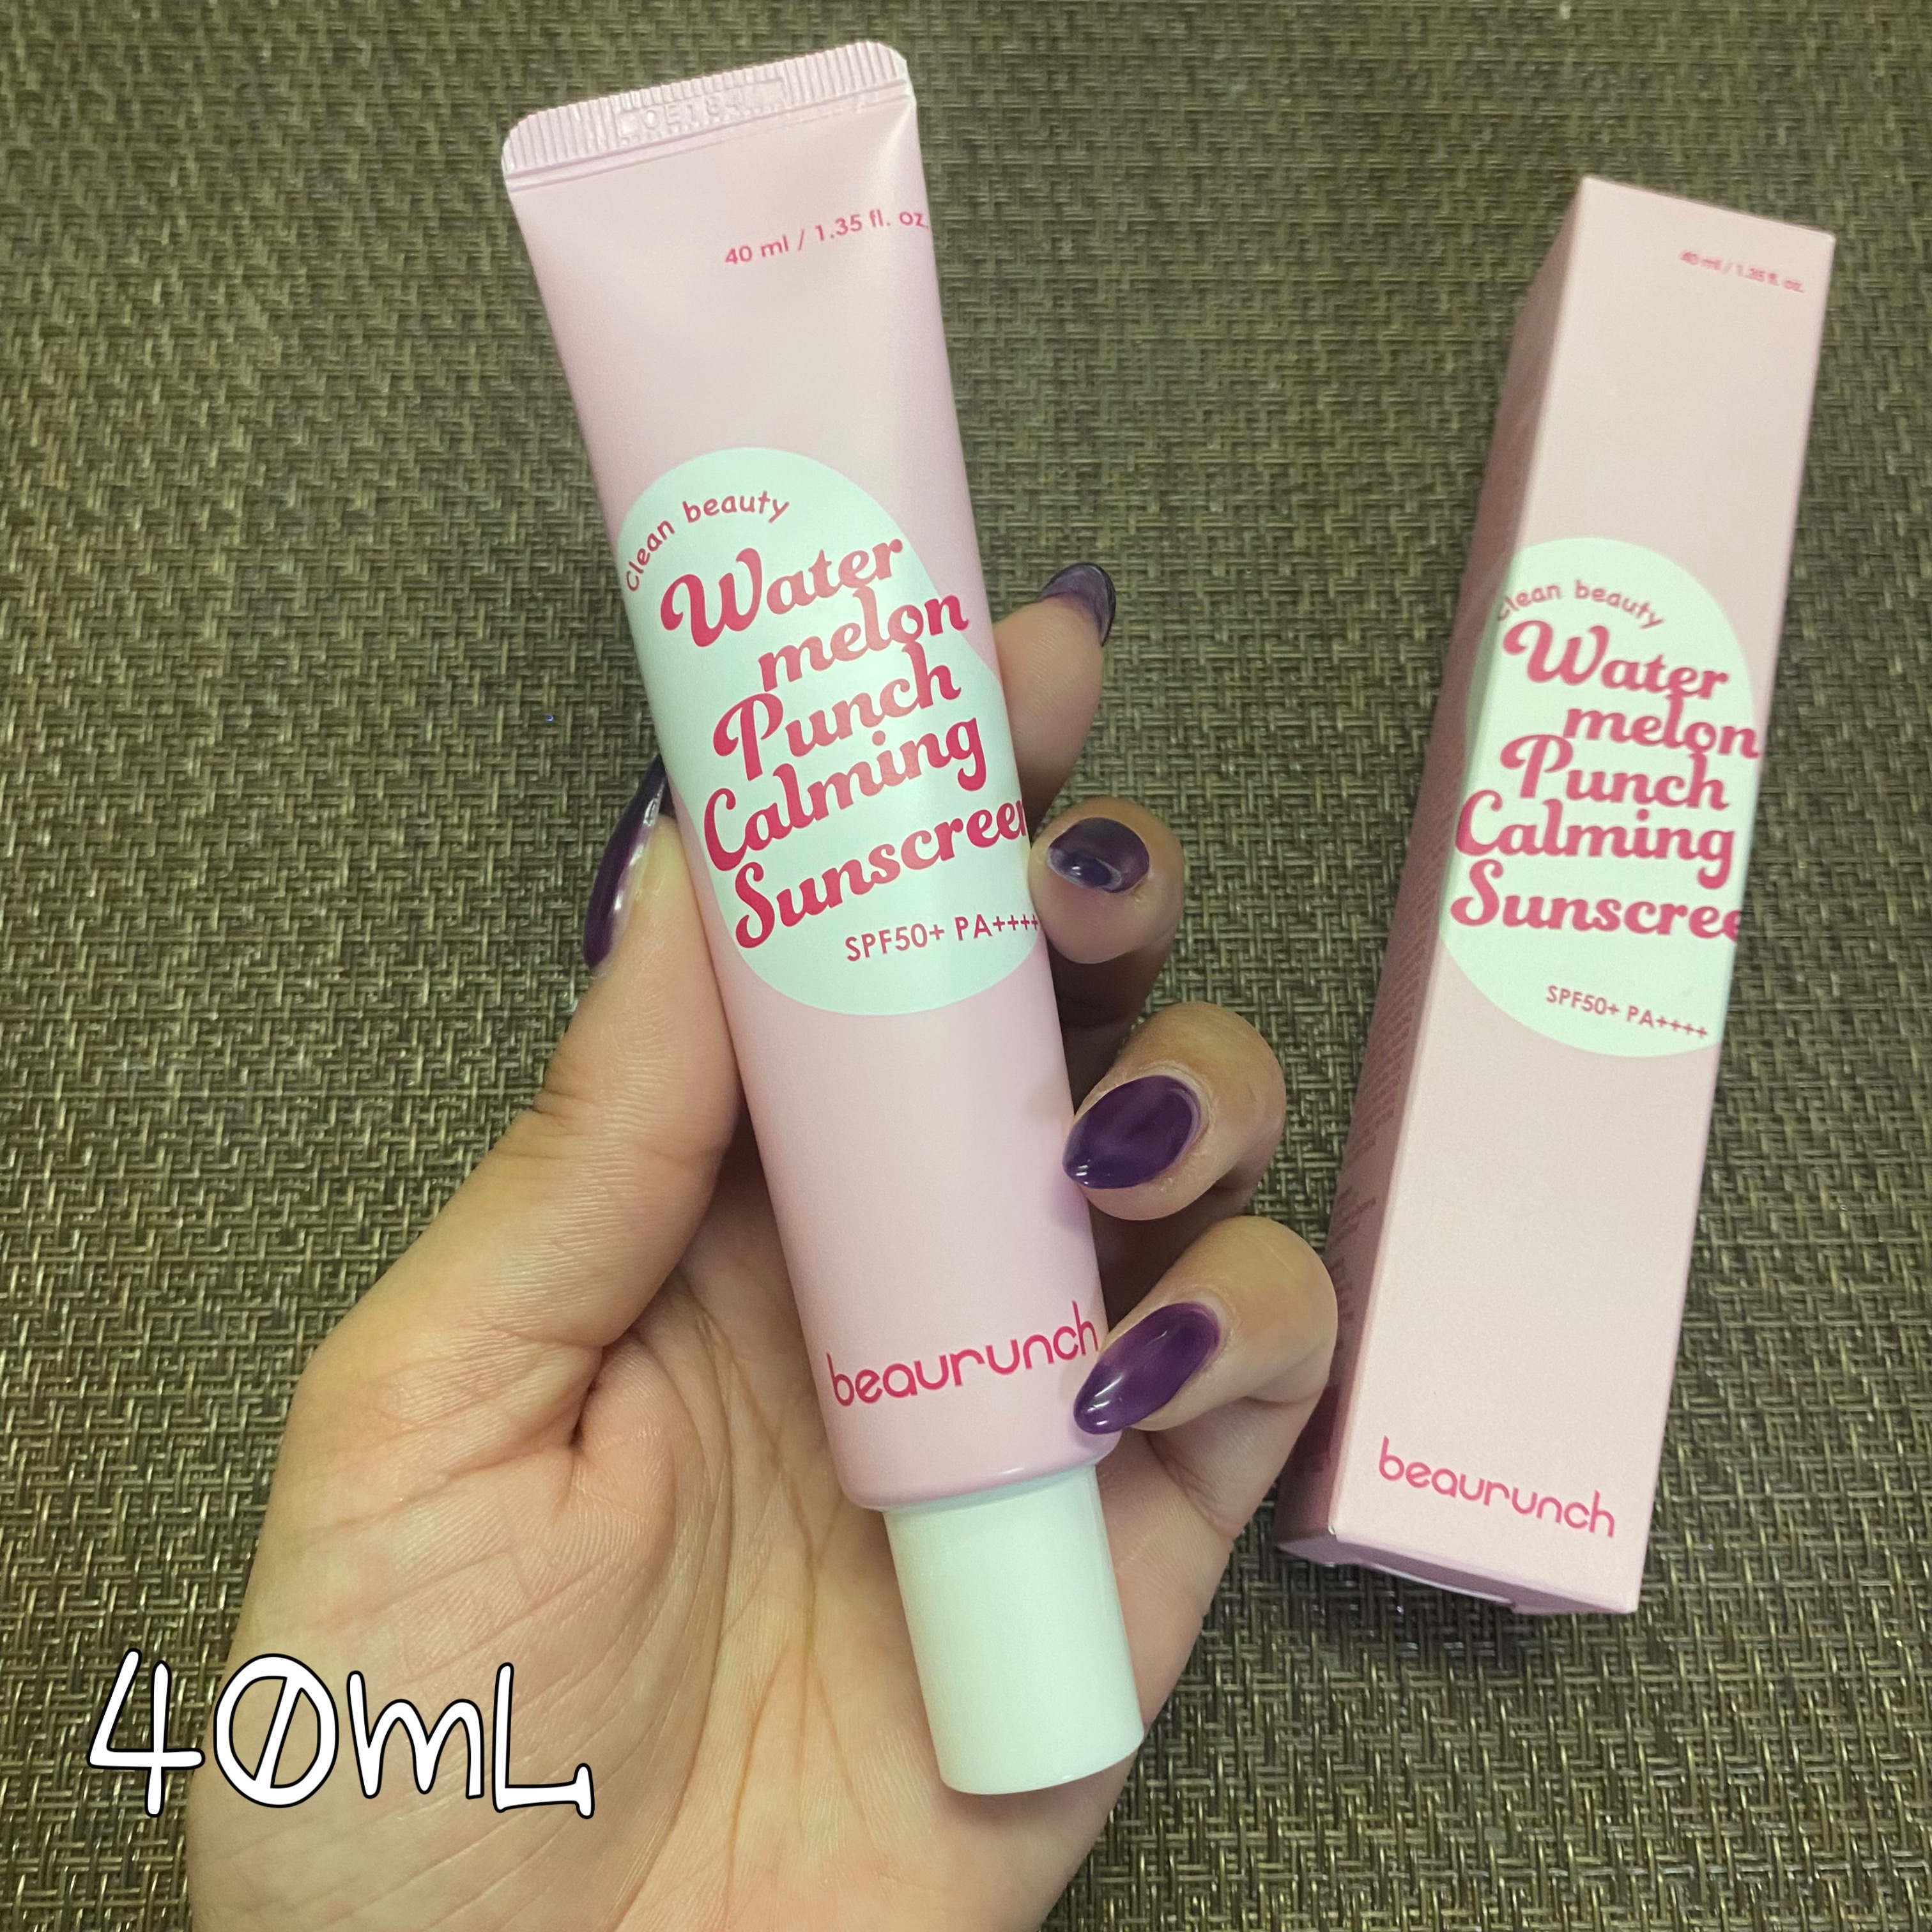 40 ml / 1.35 fl. oz.
Clean beauty
Water
melon
Punch
Calming
Sunscreen
SPF50+ PA++++
beaurunch
40 ml / 1.35 fl. oz.
Clean beauty
Water
melon
Punch
Calming
Sunscree
SPF50+ PA++++
beaurunch
40mL